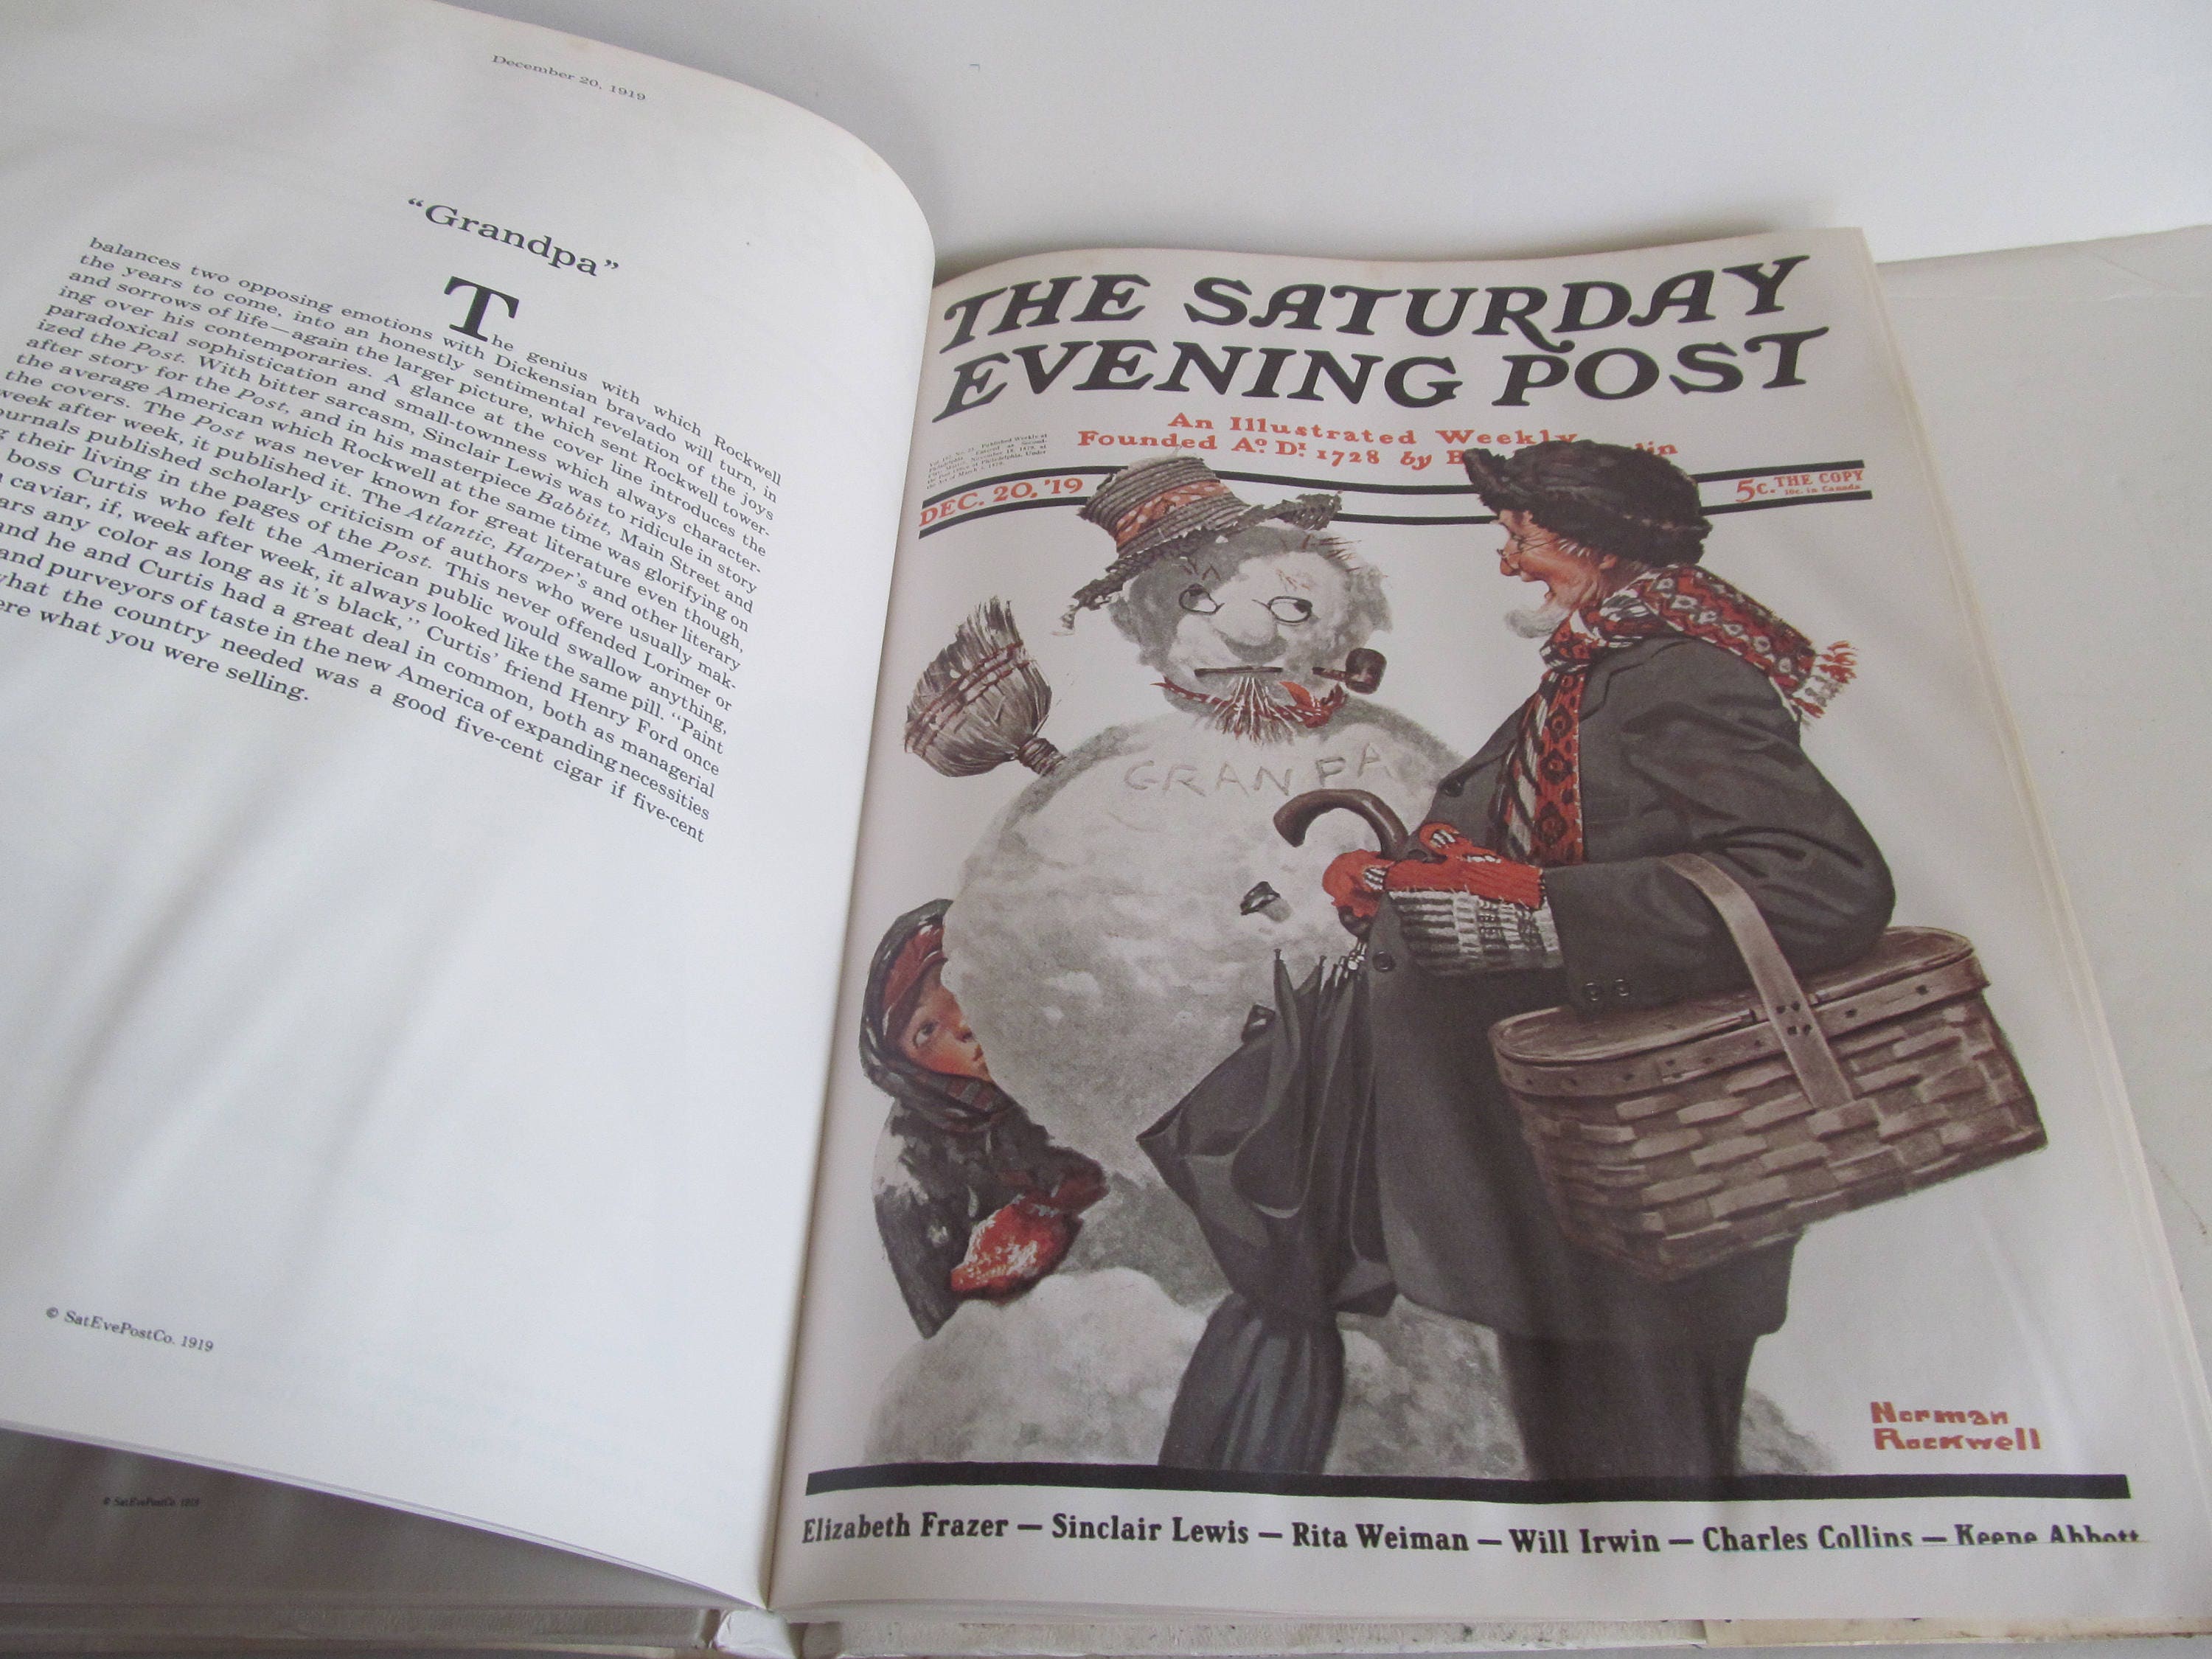 December 20, 1919
“Grandpa”
The genius with which Rockwell
balances two opposing emotions with Dickensian bravado will turn, in
the years to come, into an honestly sentimental revelation of the joys
and sorrows of life—again the larger picture, which sent Rockwell tower-
ing over his contemporaries. A glance at the cover line introduces the
paradoxical sophistication and small-townness which always character-
ized the Post. With bitter sarcasm, Sinclair Lewis was to ridicule in story
after story for the Post, and in his masterpiece Babbitt, Main Street and
the average American which Rockwell at the same time was glorifying on
the covers. The Post was never known for great literature even though,
week after week, it published it. The Atlantic, Harper's and other literary
ournals published scholarly criticism of authors who were usually mak-
g their living in the pages of the Post. This never offended Lorimer or
boss Curtis who felt the American public would swallow anything,
caviar, if, week after week, it always looked like the same pill. “Paint
ars any color as long as it's black,” Curtis' friend Henry Ford once
and he and Curtis had a great deal in common, both as managerial
and purveyors of taste in the new America of expanding necessities
what the country needed was a good five-cent cigar if five-cent
ere what you were selling.
© SatEvePostCo. 1919
© SatEvePostCo. 1919
THE SATURDAY
EVENING POST
An Illustrated Weekly
Founded Aº Dⁱ 1728 by B lin
DEC. 20, '19
5c. THE COPY
10c. in Canada
GRANPA
Norman
Rockwell
Elizabeth Frazer — Sinclair Lewis — Rita Weiman — Will Irwin — Charles Collins — Keene Abbott